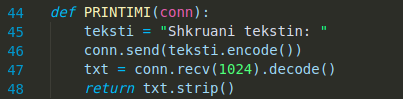 44 def PRINTIMI(conn):
45     teksti = "Shkruani tekstin: "
46     conn.send(teksti.encode())
47     txt = conn.recv(1024).decode()
48     return txt.strip()